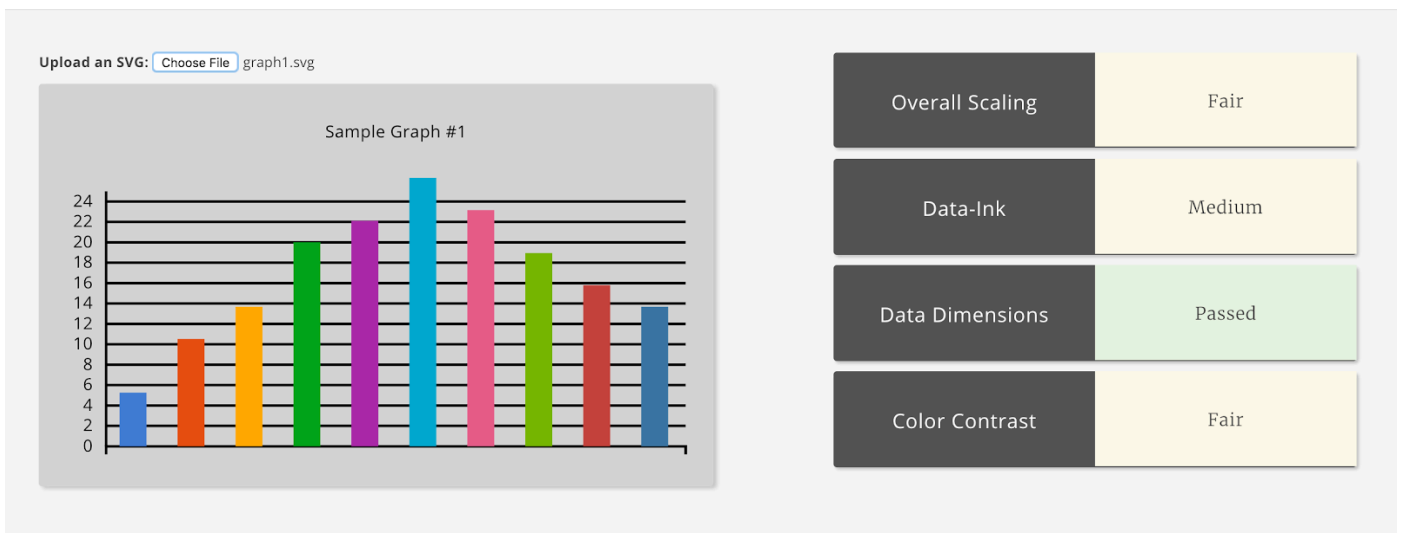 Upload an SVG: Choose File graph1.svg
Sample Graph #1
24
22
20
18
16
14
12
10
8
6
4
2
0
Overall Scaling Fair
Data-Ink Medium
Data Dimensions Passed
Color Contrast Fair